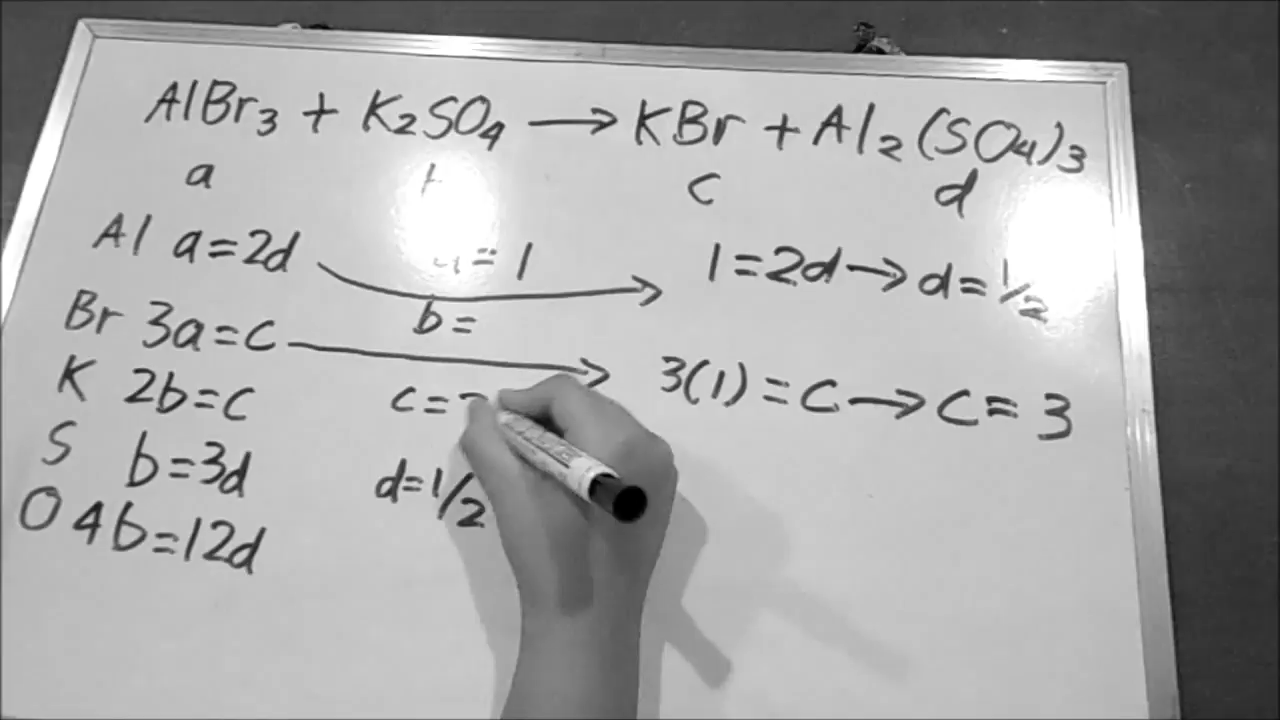 AlBr₃ + K₂SO₄ → KBr + Al₂(SO₄)₃
a c d
Al a=2d =1 1=2d→d=1/2
Br 3a=c b= 3(1)=c→c=3
K 2b=c c=
S b=3d d=1/2
O 4b=12d